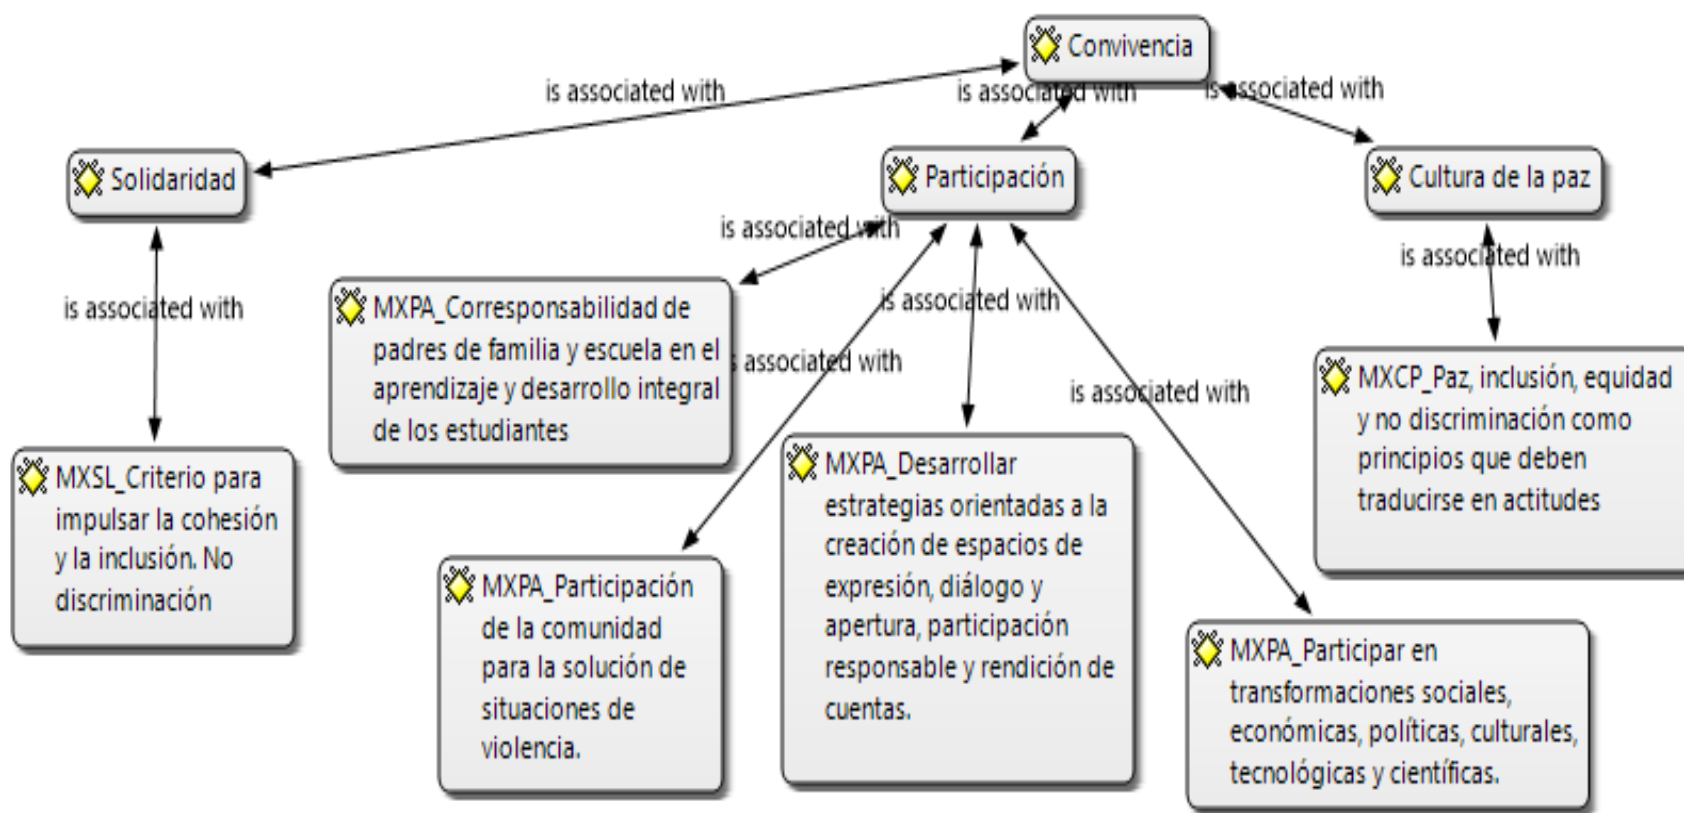 Convivencia
is associated with
is associated with
is associated with
Solidaridad
Participación
Cultura de la paz
is associated with
is associated with
is associated with
is associated with
is associated with
is associated with
MXPA_Corresponsabilidad de
padres de familia y escuela en el
aprendizaje y desarrollo integral
de los estudiantes
MXCP_Paz, inclusión, equidad
y no discriminación como
principios que deben
traducirse en actitudes
MXSL_Criterio para
impulsar la cohesión
y la inclusión. No
discriminación
MXPA_Desarrollar
estrategias orientadas a la
creación de espacios de
expresión, diálogo y
apertura, participación
responsable y rendición de
cuentas.
MXPA_Participación
de la comunidad
para la solución de
situaciones de
violencia.
MXPA_Participar en
transformaciones sociales,
económicas, políticas, culturales,
tecnológicas y científicas.